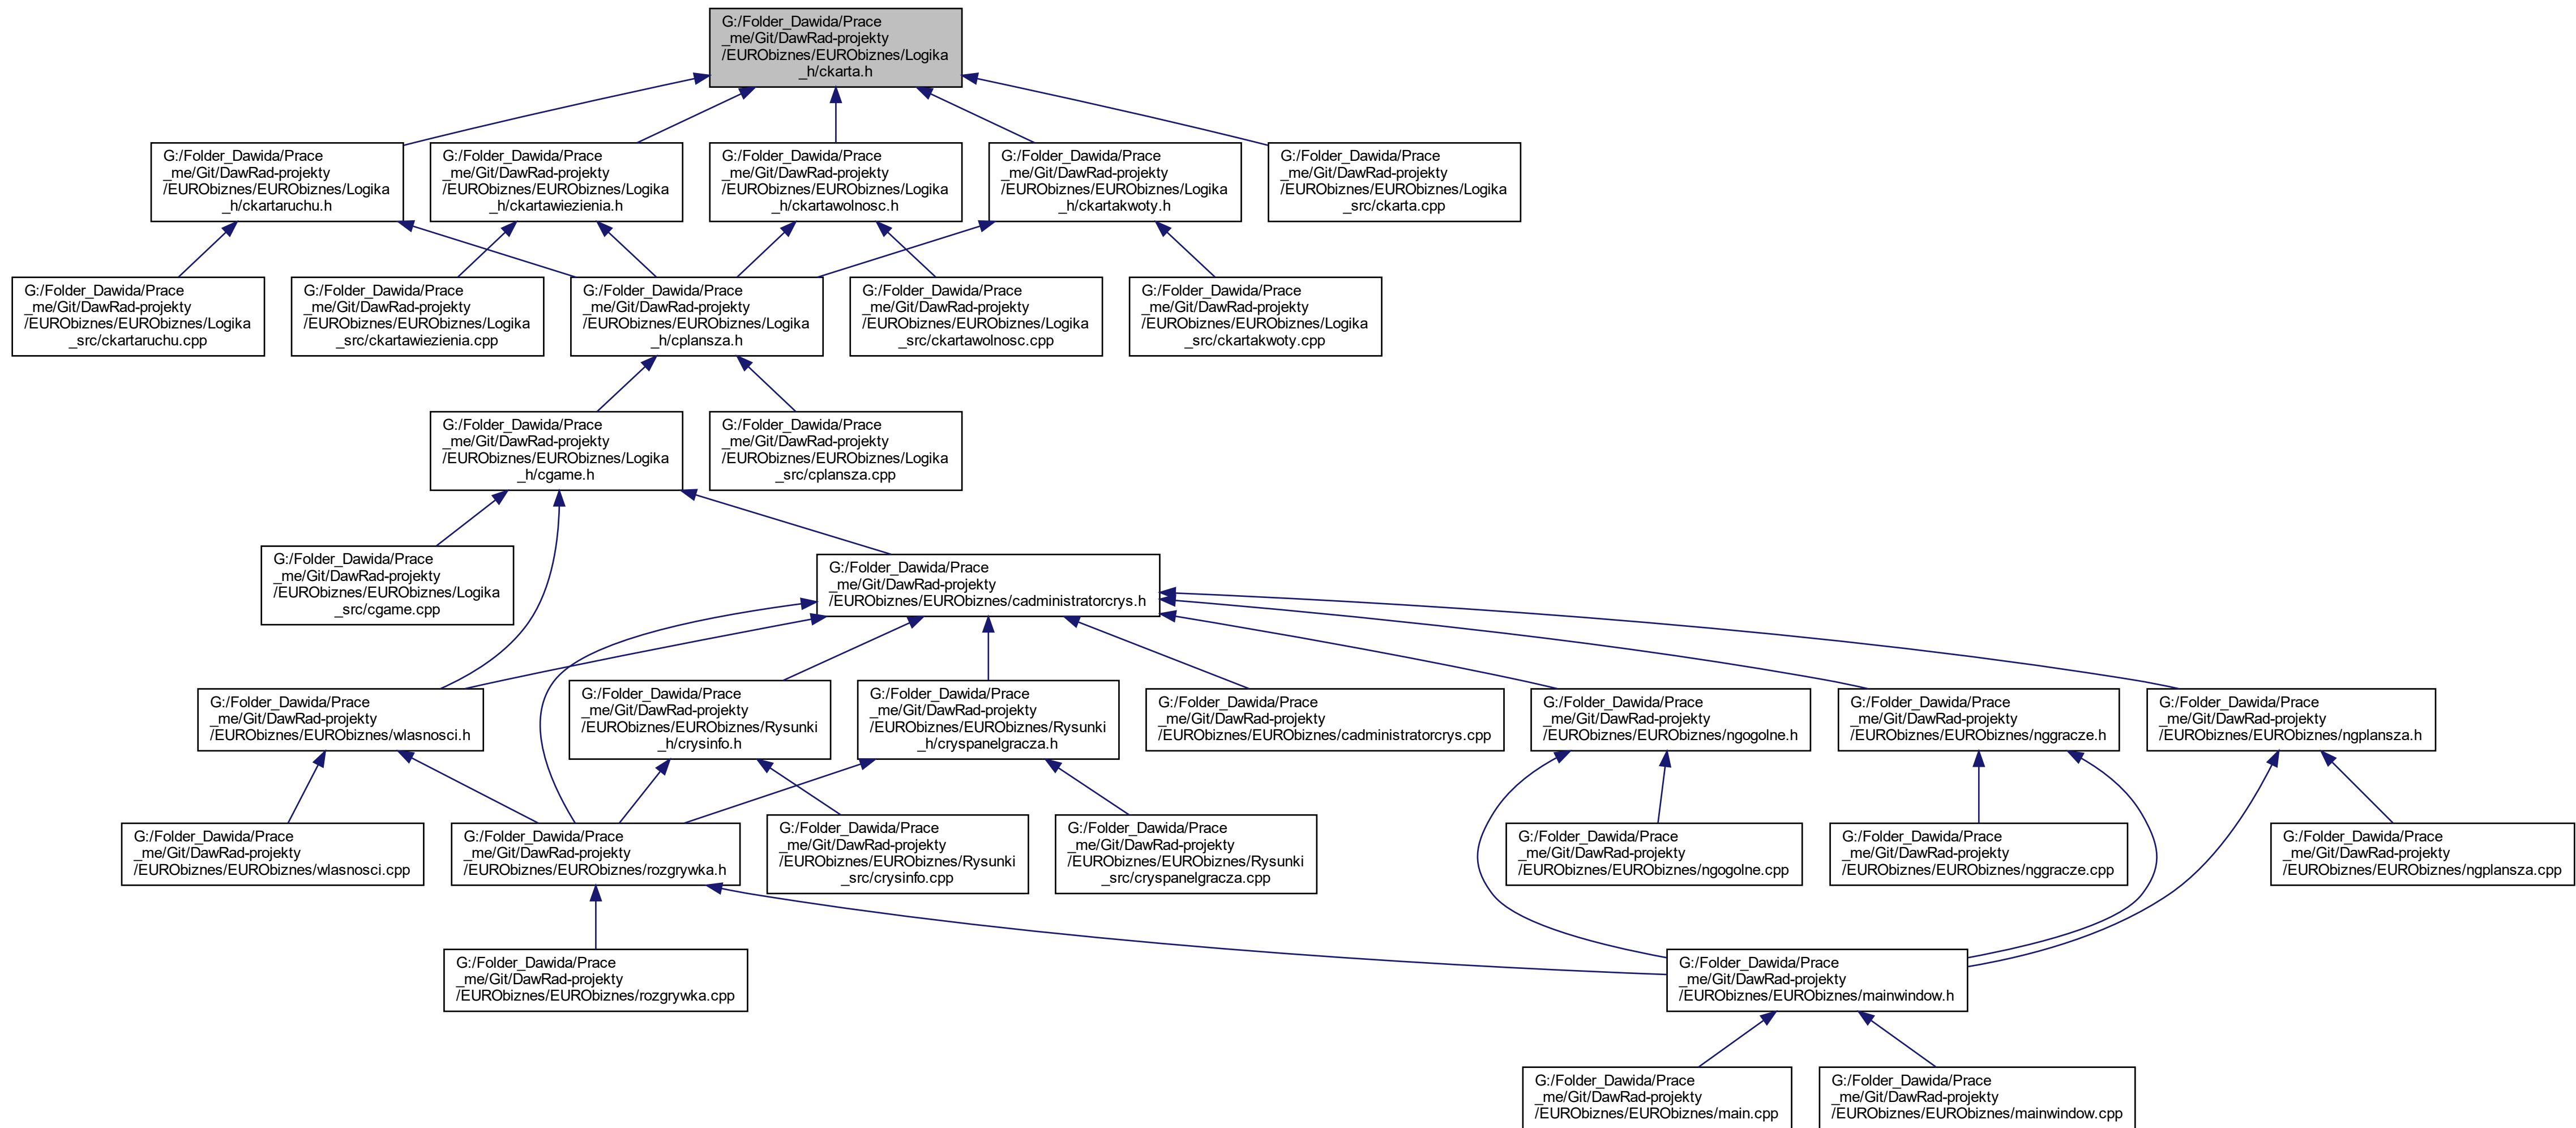 G:/Folder_Dawida/Prace
_me/Git/DawRad-projekty
/EURObiznes/EURObiznes/Logika
_h/ckarta.h
G:/Folder_Dawida/Prace
_me/Git/DawRad-projekty
/EURObiznes/EURObiznes/Logika
_h/ckartaruchu.h
G:/Folder_Dawida/Prace
_me/Git/DawRad-projekty
/EURObiznes/EURObiznes/Logika
_h/ckartawiezienia.h
G:/Folder_Dawida/Prace
_me/Git/DawRad-projekty
/EURObiznes/EURObiznes/Logika
_h/ckartawolnosc.h
G:/Folder_Dawida/Prace
_me/Git/DawRad-projekty
/EURObiznes/EURObiznes/Logika
_h/ckartakwoty.h
G:/Folder_Dawida/Prace
_me/Git/DawRad-projekty
/EURObiznes/EURObiznes/Logika
_src/ckarta.cpp
G:/Folder_Dawida/Prace
_me/Git/DawRad-projekty
/EURObiznes/EURObiznes/Logika
_src/ckartaruchu.cpp
G:/Folder_Dawida/Prace
_me/Git/DawRad-projekty
/EURObiznes/EURObiznes/Logika
_src/ckartawiezienia.cpp
G:/Folder_Dawida/Prace
_me/Git/DawRad-projekty
/EURObiznes/EURObiznes/Logika
_h/cplansza.h
G:/Folder_Dawida/Prace
_me/Git/DawRad-projekty
/EURObiznes/EURObiznes/Logika
_src/ckartawolnosc.cpp
G:/Folder_Dawida/Prace
_me/Git/DawRad-projekty
/EURObiznes/EURObiznes/Logika
_src/ckartakwoty.cpp
G:/Folder_Dawida/Prace
_me/Git/DawRad-projekty
/EURObiznes/EURObiznes/Logika
_h/cgame.h
G:/Folder_Dawida/Prace
_me/Git/DawRad-projekty
/EURObiznes/EURObiznes/Logika
_src/cplansza.cpp
G:/Folder_Dawida/Prace
_me/Git/DawRad-projekty
/EURObiznes/EURObiznes/Logika
_src/cgame.cpp
G:/Folder_Dawida/Prace
_me/Git/DawRad-projekty
/EURObiznes/EURObiznes/cadministratorcrys.h
G:/Folder_Dawida/Prace
_me/Git/DawRad-projekty
/EURObiznes/EURObiznes/wlasnosci.h
G:/Folder_Dawida/Prace
_me/Git/DawRad-projekty
/EURObiznes/EURObiznes/Rysunki
_h/crysinfo.h
G:/Folder_Dawida/Prace
_me/Git/DawRad-projekty
/EURObiznes/EURObiznes/Rysunki
_h/cryspanelgracza.h
G:/Folder_Dawida/Prace
_me/Git/DawRad-projekty
/EURObiznes/EURObiznes/cadministratorcrys.cpp
G:/Folder_Dawida/Prace
_me/Git/DawRad-projekty
/EURObiznes/EURObiznes/ngogolne.h
G:/Folder_Dawida/Prace
_me/Git/DawRad-projekty
/EURObiznes/EURObiznes/nggracze.h
G:/Folder_Dawida/Prace
_me/Git/DawRad-projekty
/EURObiznes/EURObiznes/ngplansza.h
G:/Folder_Dawida/Prace
_me/Git/DawRad-projekty
/EURObiznes/EURObiznes/wlasnosci.cpp
G:/Folder_Dawida/Prace
_me/Git/DawRad-projekty
/EURObiznes/EURObiznes/rozgrywka.h
G:/Folder_Dawida/Prace
_me/Git/DawRad-projekty
/EURObiznes/EURObiznes/Rysunki
_src/crysinfo.cpp
G:/Folder_Dawida/Prace
_me/Git/DawRad-projekty
/EURObiznes/EURObiznes/Rysunki
_src/cryspanelgracza.cpp
G:/Folder_Dawida/Prace
_me/Git/DawRad-projekty
/EURObiznes/EURObiznes/ngogolne.cpp
G:/Folder_Dawida/Prace
_me/Git/DawRad-projekty
/EURObiznes/EURObiznes/nggracze.cpp
G:/Folder_Dawida/Prace
_me/Git/DawRad-projekty
/EURObiznes/EURObiznes/ngplansza.cpp
G:/Folder_Dawida/Prace
_me/Git/DawRad-projekty
/EURObiznes/EURObiznes/rozgrywka.cpp
G:/Folder_Dawida/Prace
_me/Git/DawRad-projekty
/EURObiznes/EURObiznes/mainwindow.h
G:/Folder_Dawida/Prace
_me/Git/DawRad-projekty
/EURObiznes/EURObiznes/main.cpp
G:/Folder_Dawida/Prace
_me/Git/DawRad-projekty
/EURObiznes/EURObiznes/mainwindow.cpp